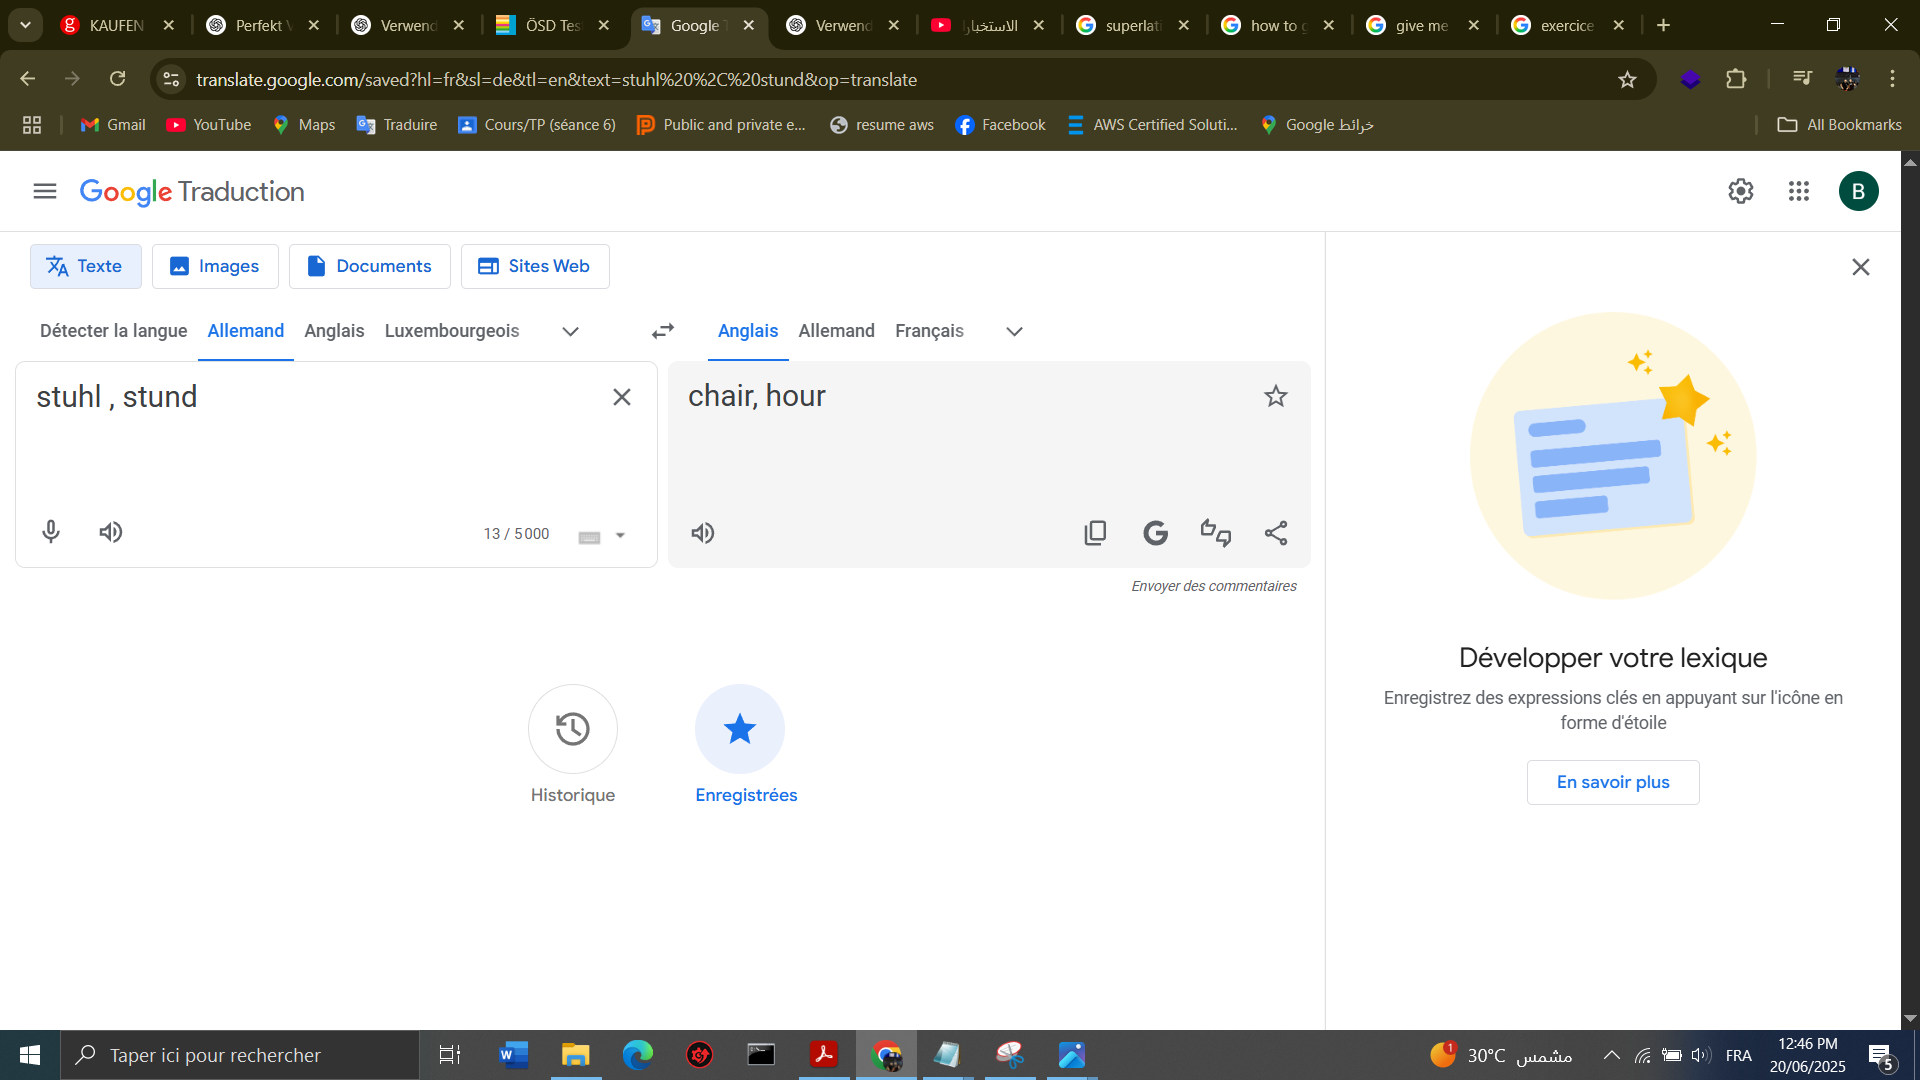 KAUFEN
Perfekt V
Verwend
ÖSD Tes
Google T
Verwend
الاستخبارا
superlati
how to g
give me
exercice
translate.google.com/saved?hl=fr&sl=de&tl=en&text=stuhl%20%2C%20stund&op=translate
Gmail
YouTube
Maps
Traduire
Cours/TP (séance 6)
Public and private e...
resume aws
Facebook
AWS Certified Soluti...
خرائط Google
All Bookmarks
Google Traduction
B
Texte
Images
Documents
Sites Web
Détecter la langue
Allemand
Anglais
Luxembourgeois
Anglais
Allemand
Français
stuhl , stund
chair, hour
13 / 5 000
Envoyer des commentaires
Historique
Enregistrées
Développer votre lexique
Enregistrez des expressions clés en appuyant sur l'icône en
forme d'étoile
En savoir plus
Taper ici pour rechercher
1
30°C مشمس
FRA
12:46 PM
20/06/2025
5